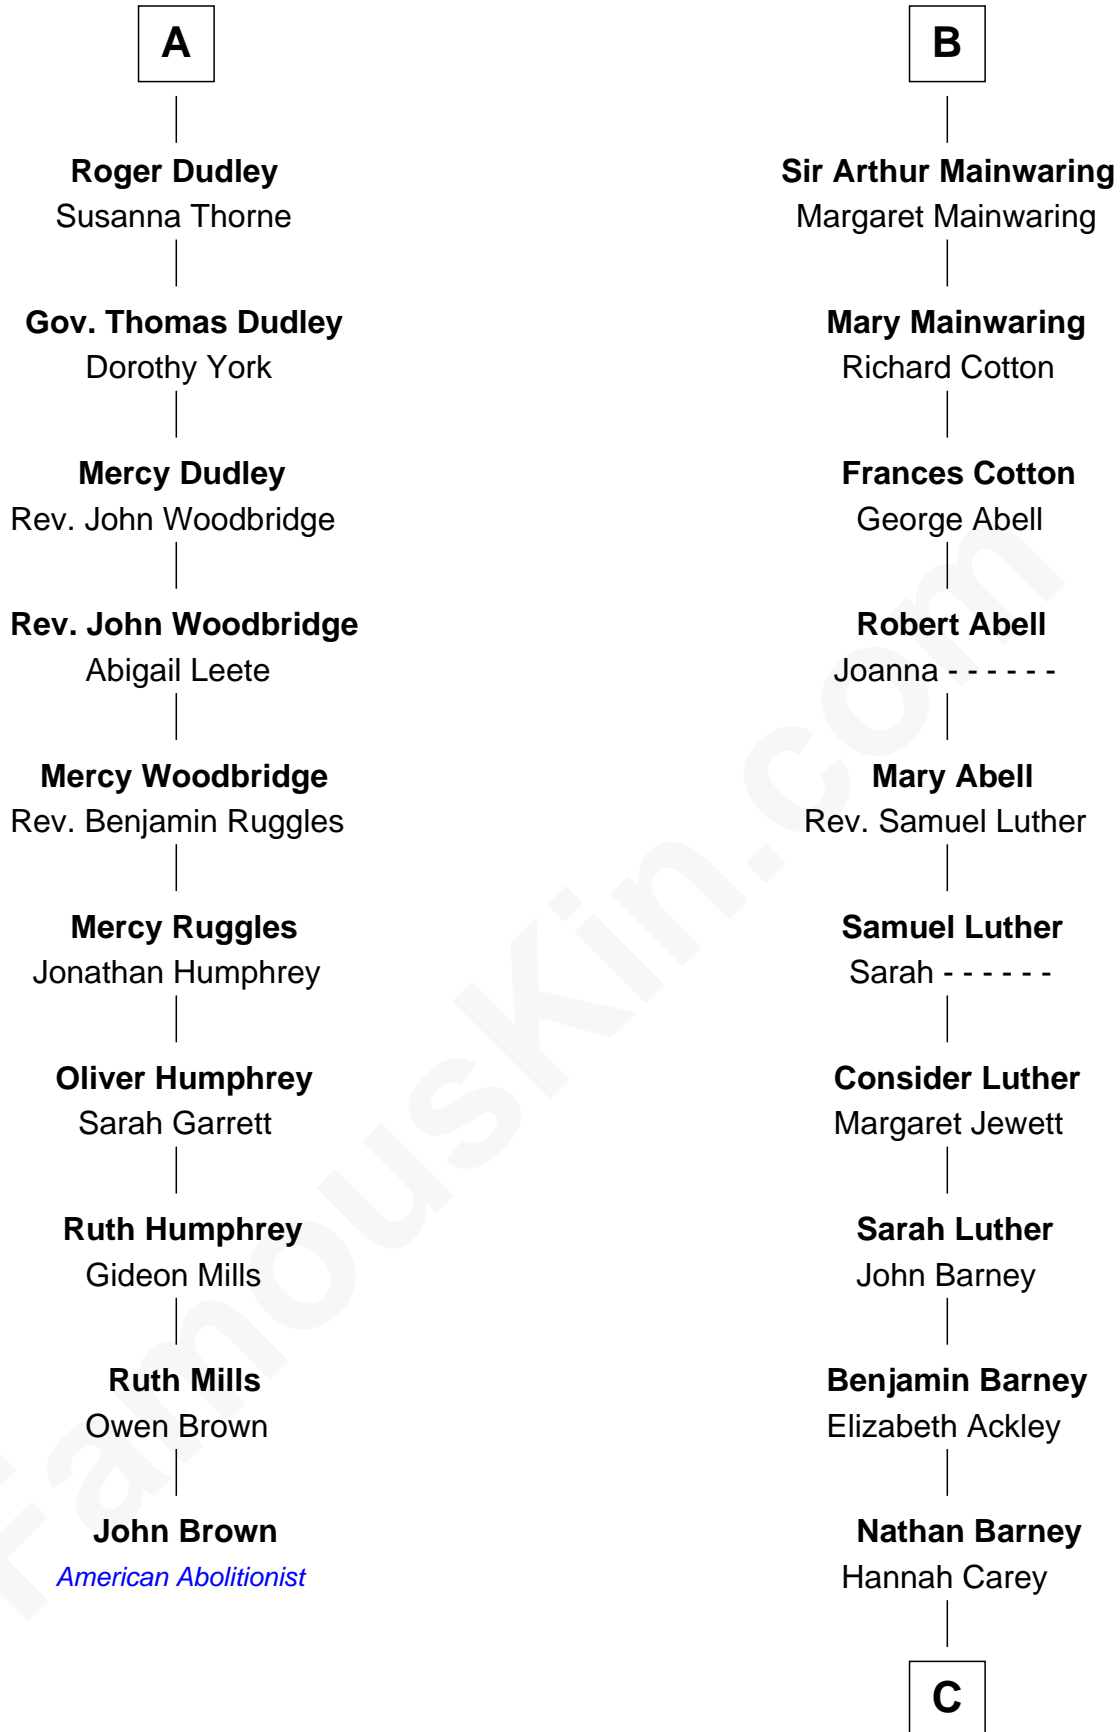 A
Roger Dudley
Susanna Thorne
Gov. Thomas Dudley
Dorothy York
Mercy Dudley
Rev. John Woodbridge
Rev. John Woodbridge
Abigail Leete
Mercy Woodbridge
Rev. Benjamin Ruggles
Mercy Ruggles
Jonathan Humphrey
Oliver Humphrey
Sarah Garrett
Ruth Humphrey
Gideon Mills
Ruth Mills
Owen Brown
John Brown
American Abolitionist
B
Sir Arthur Mainwaring
Margaret Mainwaring
Mary Mainwaring
Richard Cotton
Frances Cotton
George Abell
Robert Abell
Joanna - - - - - -
Mary Abell
Rev. Samuel Luther
Samuel Luther
Sarah - - - - - -
Consider Luther
Margaret Jewett
Sarah Luther
John Barney
Benjamin Barney
Elizabeth Ackley
Nathan Barney
Hannah Carey
C
FamousKin.com